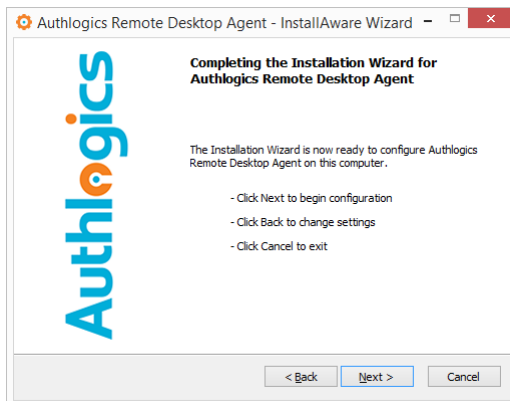 Authlogics Remote Desktop Agent - InstallAware Wizard
Authlogics
Completing the Installation Wizard for
Authlogics Remote Desktop Agent
The Installation Wizard is now ready to configure Authlogics
Remote Desktop Agent on this computer.
- Click Next to begin configuration
- Click Back to change settings
- Click Cancel to exit
< Back
Next >
Cancel